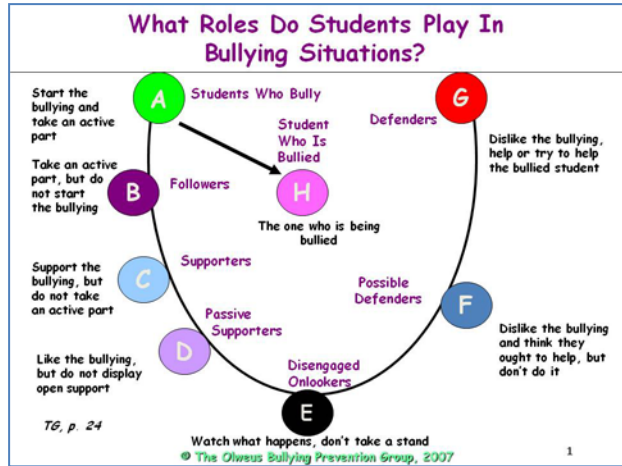 What Roles Do Students Play In
Bullying Situations?
Start the
bullying and
take an active
part
A
Students Who Bully
Student
Who Is
Bullied
H
The one who is being
bullied
Take an active
part, but do
not start
the bullying
B
Followers
Support the
bullying, but
do not take
an active part
C
Supporters
Like the bullying,
but do not display
open support
D
Passive
Supporters
Disengaged
Onlookers
E
Watch what happens, don't take a stand
Possible
Defenders
F
Dislike the bullying
and think they
ought to help, but
don't do it
Defenders
G
Dislike the bullying,
help or try to help
the bullied student
TG, p. 24
© The Olweus Bullying Prevention Group, 2007
1